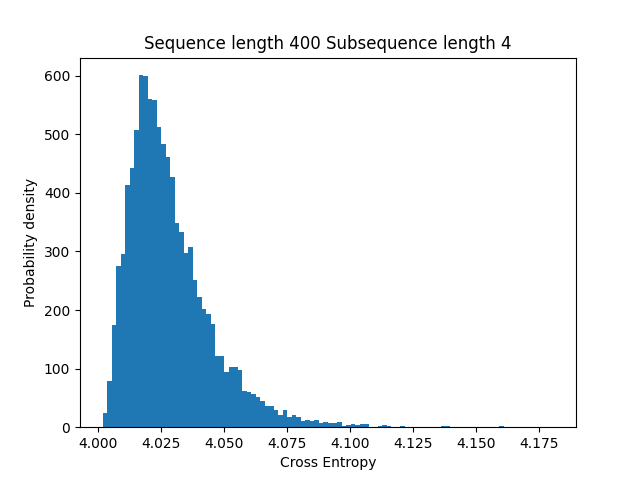 Sequence length 400 Subsequence length 4
600
500
400
300
200
100
0
Probability density
4.000 4.025 4.050 4.075 4.100 4.125 4.150 4.175
Cross Entropy